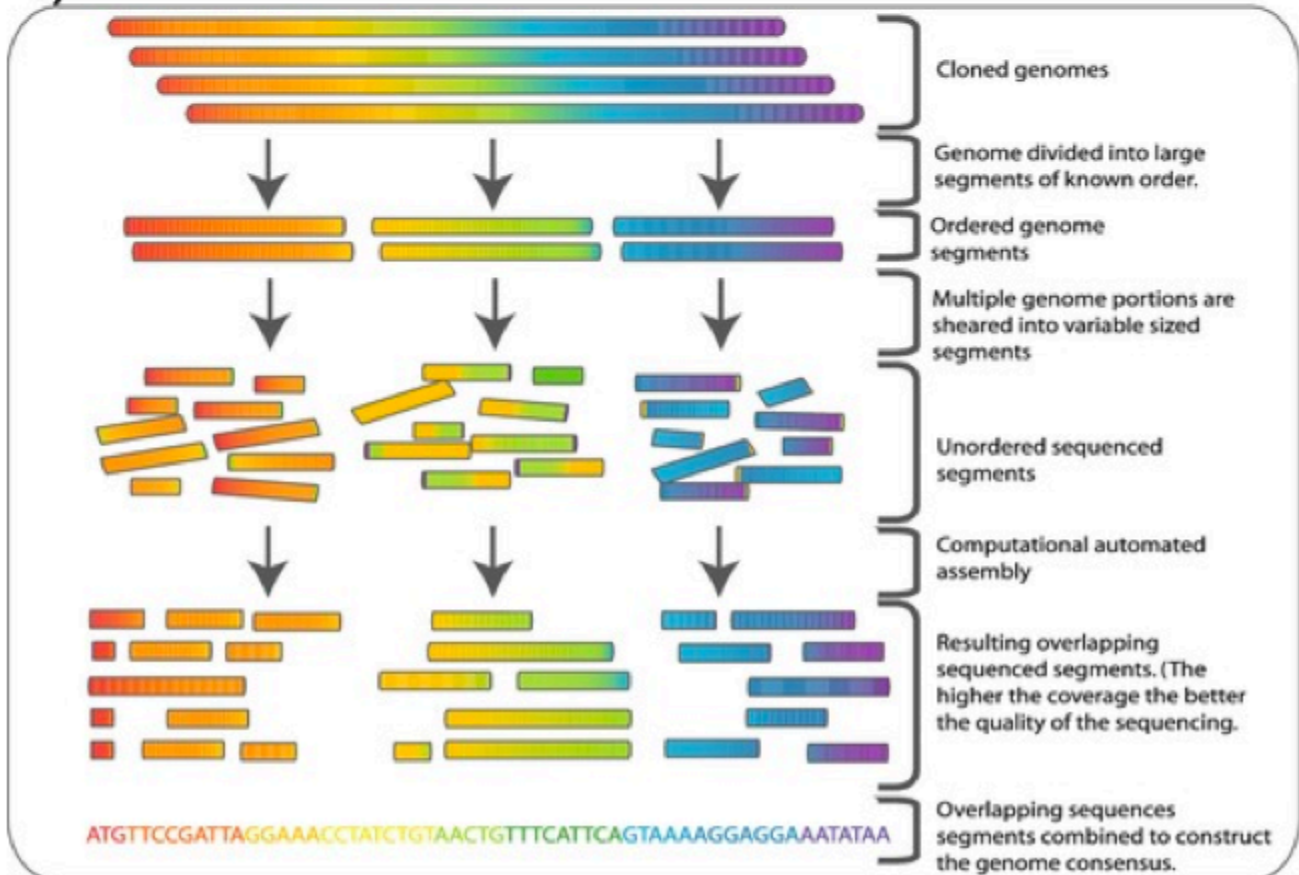 Cloned genomes
Genome divided into large
segments of known order.
Ordered genome
segments
Multiple genome portions are
sheared into variable sized
segments
Unordered sequenced
segments
Computational automated
assembly
Resulting overlapping
sequenced segments. (The
higher the coverage the better
the quality of the sequencing.
ATGTTCCGATTAGGAAACCTATCTGTAACTGTTTCATTCAGTAAAAGGAGGAAATATAA
Overlapping sequences
segments combined to construct
the genome consensus.